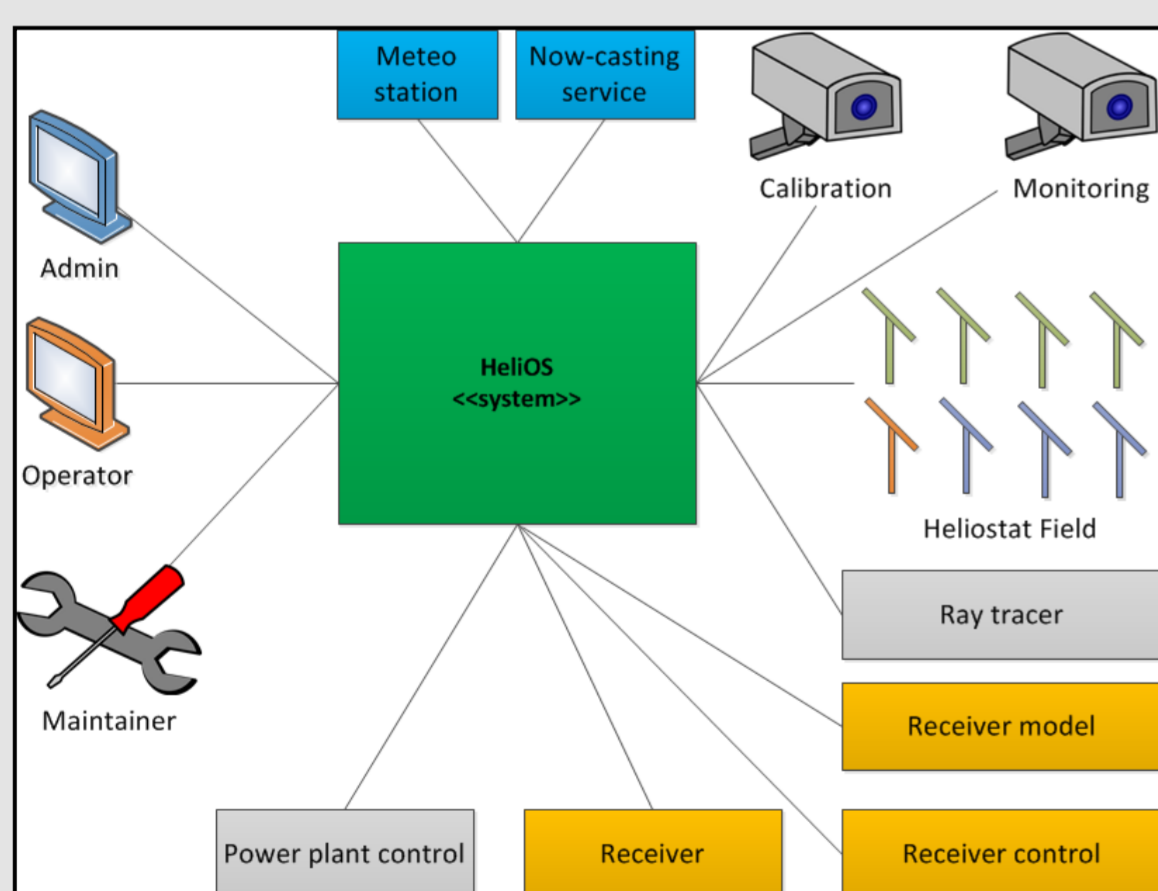 Meteo
station
Now-casting
service
Calibration
Monitoring
Admin
HeliOS
<<system>>
Operator
Heliostat Field
Ray tracer
Maintainer
Receiver model
Power plant control
Receiver
Receiver control